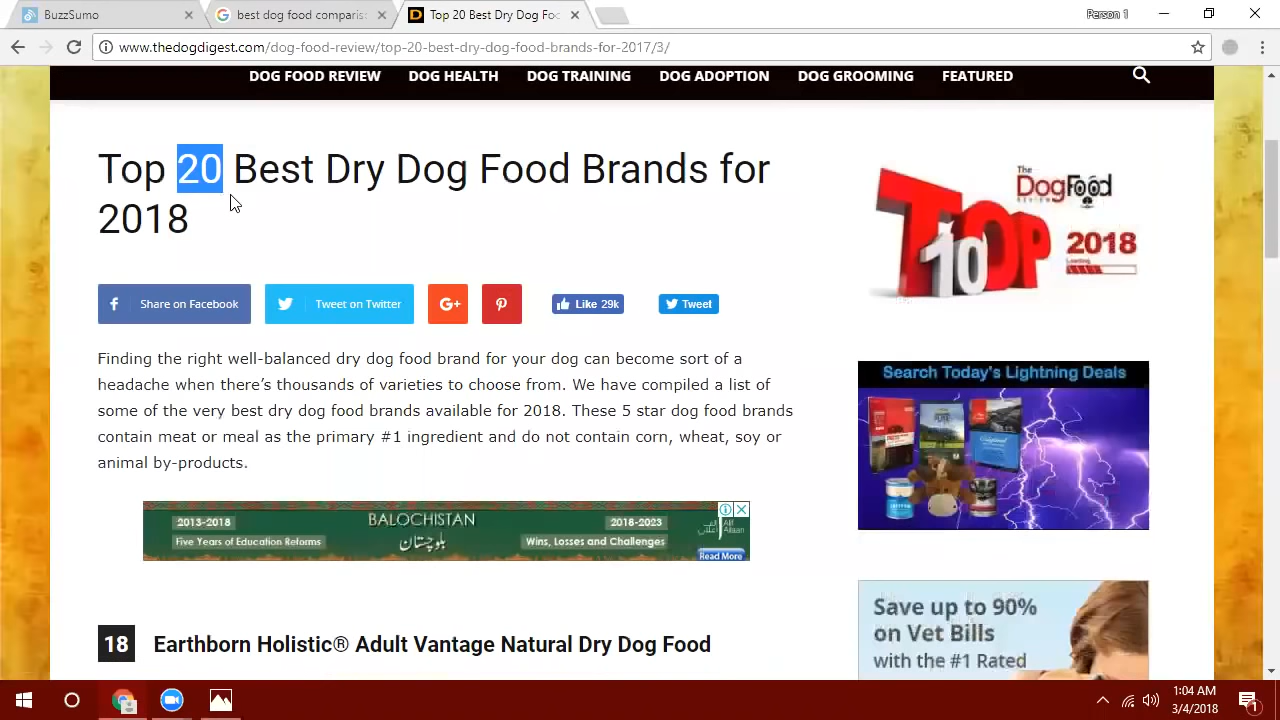 BuzzSumo
best dog food comparis
Top 20 Best Dry Dog Foo
Person 1
www.thedogdigest.com/dog-food-review/top-20-best-dry-dog-food-brands-for-2017/3/
DOG FOOD REVIEW DOG HEALTH DOG TRAINING DOG ADOPTION DOG GROOMING FEATURED
Top 20 Best Dry Dog Food Brands for
2018
Share on Facebook
Tweet on Twitter
G+
Like 29k
Tweet
Finding the right well-balanced dry dog food brand for your dog can become sort of a
headache when there’s thousands of varieties to choose from. We have compiled a list of
some of the very best dry dog food brands available for 2018. These 5 star dog food brands
contain meat or meal as the primary #1 ingredient and do not contain corn, wheat, soy or
animal by-products.
2013-2018
Five Years of Education Reforms
BALOCHISTAN
بلوچستان
2018-2023
Wins, Losses and Challenges
Alif
Ailaan
Read More
18 Earthborn Holistic® Adult Vantage Natural Dry Dog Food
The
DogFood
REVIEW
TOP
10
2018
Loading
Search Today's Lightning Deals
Save up to 90%
on Vet Bills
with the #1 Rated
1:04 AM
3/4/2018
1